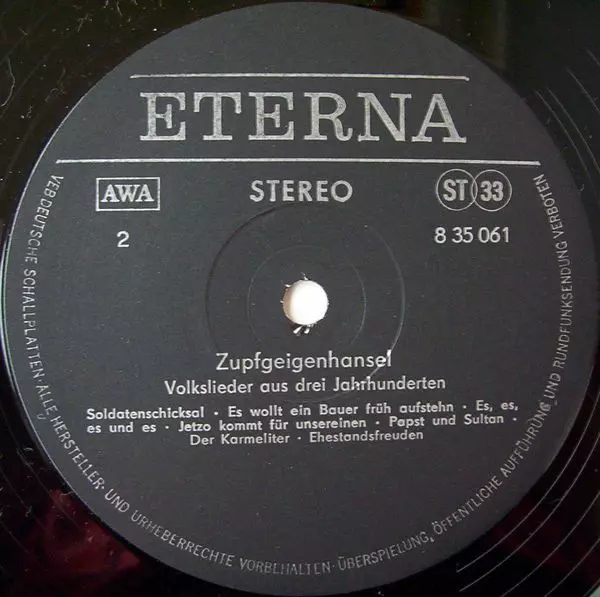 ETERNA
AWA
STEREO
ST 33
2
8 35 061
Zupfgeigenhansel
Volkslieder aus drei Jahrhunderten
Soldatenschicksal · Es wollt ein Bauer früh aufstehn · Es, es,
es und es · Jetzo kommt für unsereinen · Papst und Sultan ·
Der Karmeliter · Ehestandsfreuden
VEB DEUTSCHE SCHALLPLATTEN · ALLE HERSTELLER- UND URHEBERRECHTE VORBEHALTEN · ÜBERSPIELUNG, ÖFFENTLICHE AUFFÜHRUNG UND RUNDFUNKSENDUNG VERBOTEN